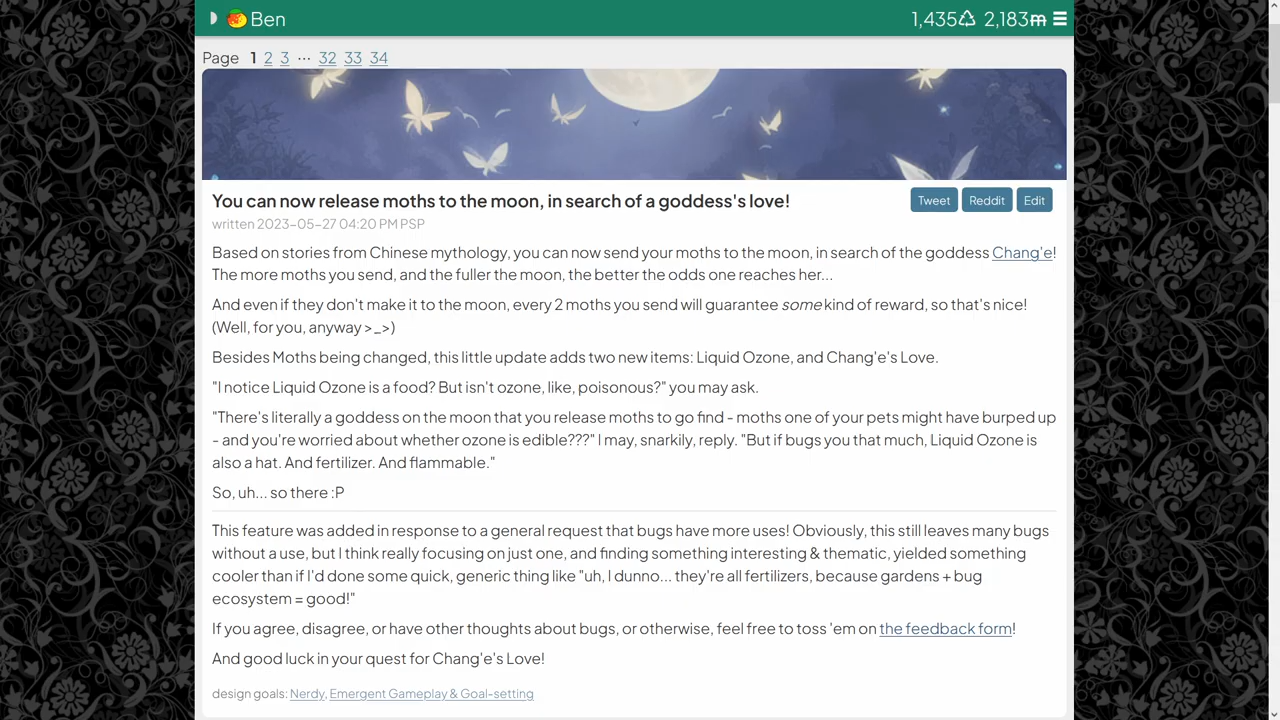 Ben
1,435 2,183
Page 1 2 3 ... 32 33 34
You can now release moths to the moon, in search of a goddess's love!
Tweet Reddit Edit
written 2023-05-27 04:20 PM PSP
Based on stories from Chinese mythology, you can now send your moths to the moon, in search of the goddess Chang'e!
The more moths you send, and the fuller the moon, the better the odds one reaches her...
And even if they don't make it to the moon, every 2 moths you send will guarantee some kind of reward, so that's nice!
(Well, for you, anyway >_>)
Besides Moths being changed, this little update adds two new items: Liquid Ozone, and Chang'e's Love.
"I notice Liquid Ozone is a food? But isn't ozone, like, poisonous?" you may ask.
"There's literally a goddess on the moon that you release moths to go find - moths one of your pets might have burped up
- and you're worried about whether ozone is edible???" I may, snarkily, reply. "But if bugs you that much, Liquid Ozone is
also a hat. And fertilizer. And flammable."
So, uh... so there :P
This feature was added in response to a general request that bugs have more uses! Obviously, this still leaves many bugs
without a use, but I think really focusing on just one, and finding something interesting & thematic, yielded something
cooler than if I'd done some quick, generic thing like "uh, I dunno... they're all fertilizers, because gardens + bug
ecosystem = good!"
If you agree, disagree, or have other thoughts about bugs, or otherwise, feel free to toss 'em on the feedback form!
And good luck in your quest for Chang'e's Love!
design goals: Nerdy, Emergent Gameplay & Goal-setting